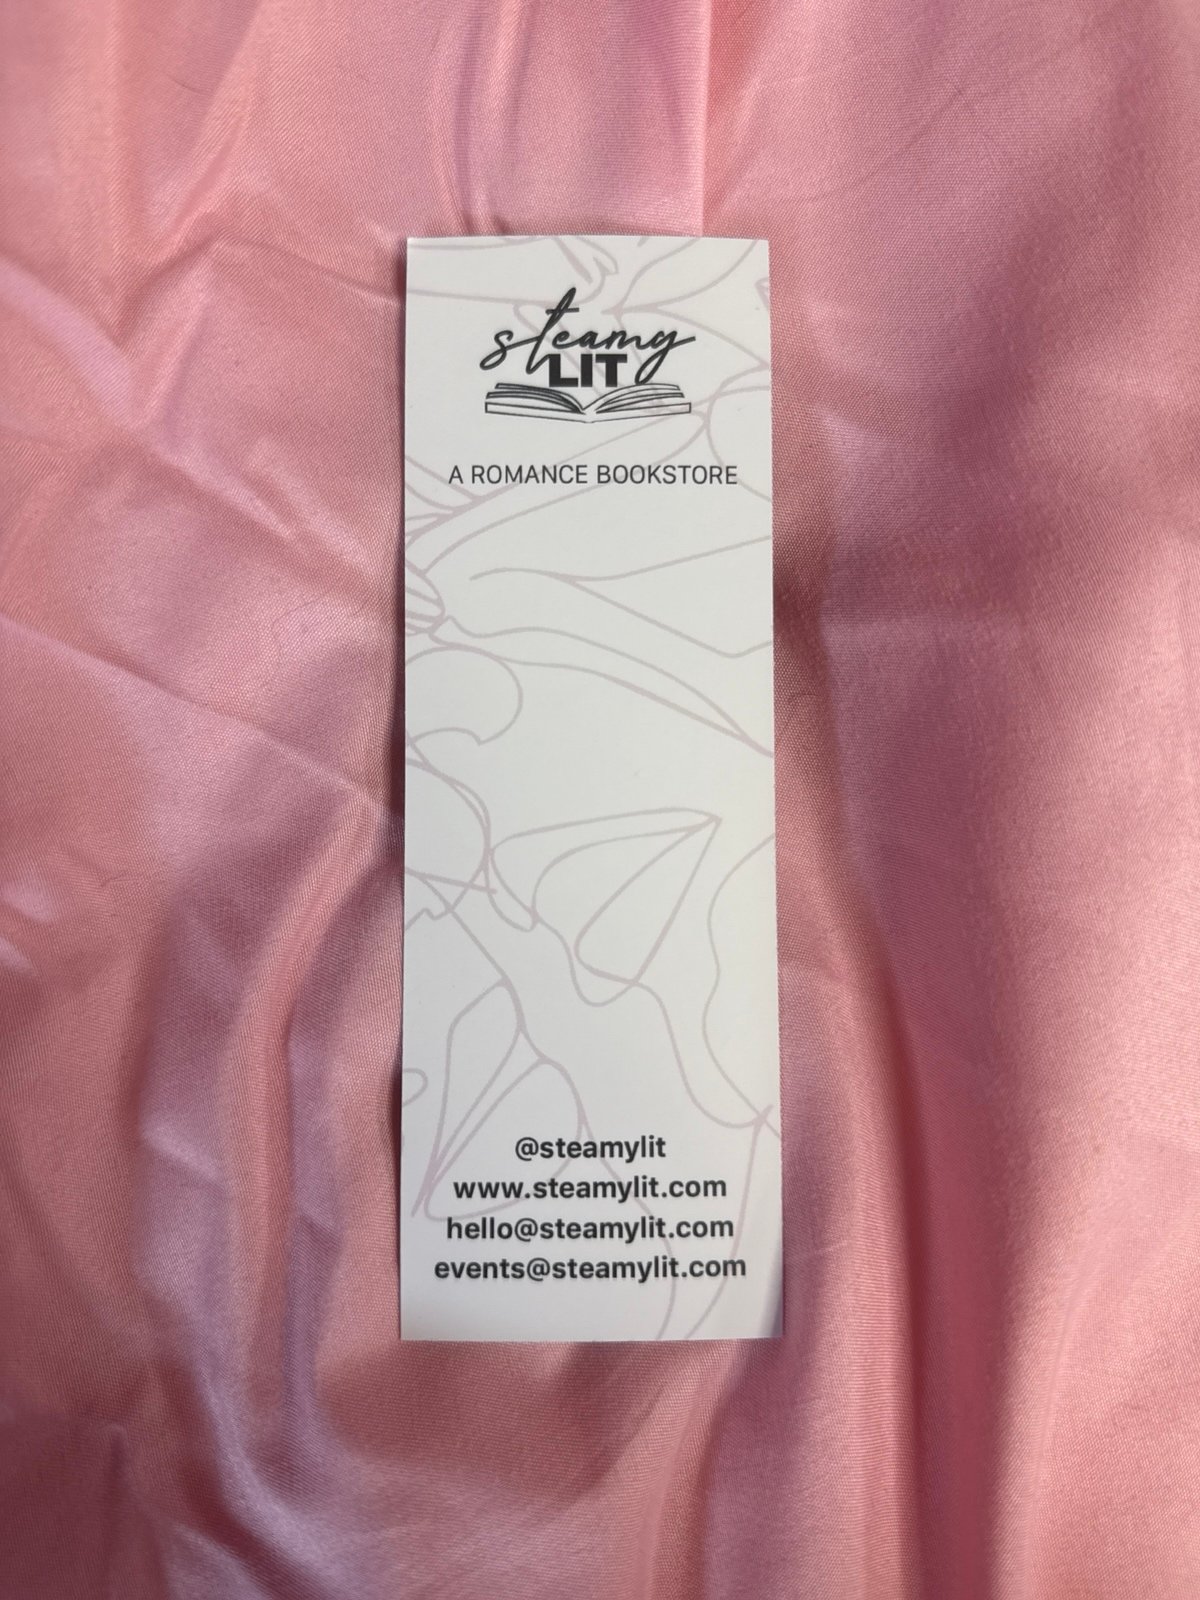 steamy
LIT
A ROMANCE BOOKSTORE
@steamylit
www.steamylit.com
hello@steamylit.com
events@steamylit.com